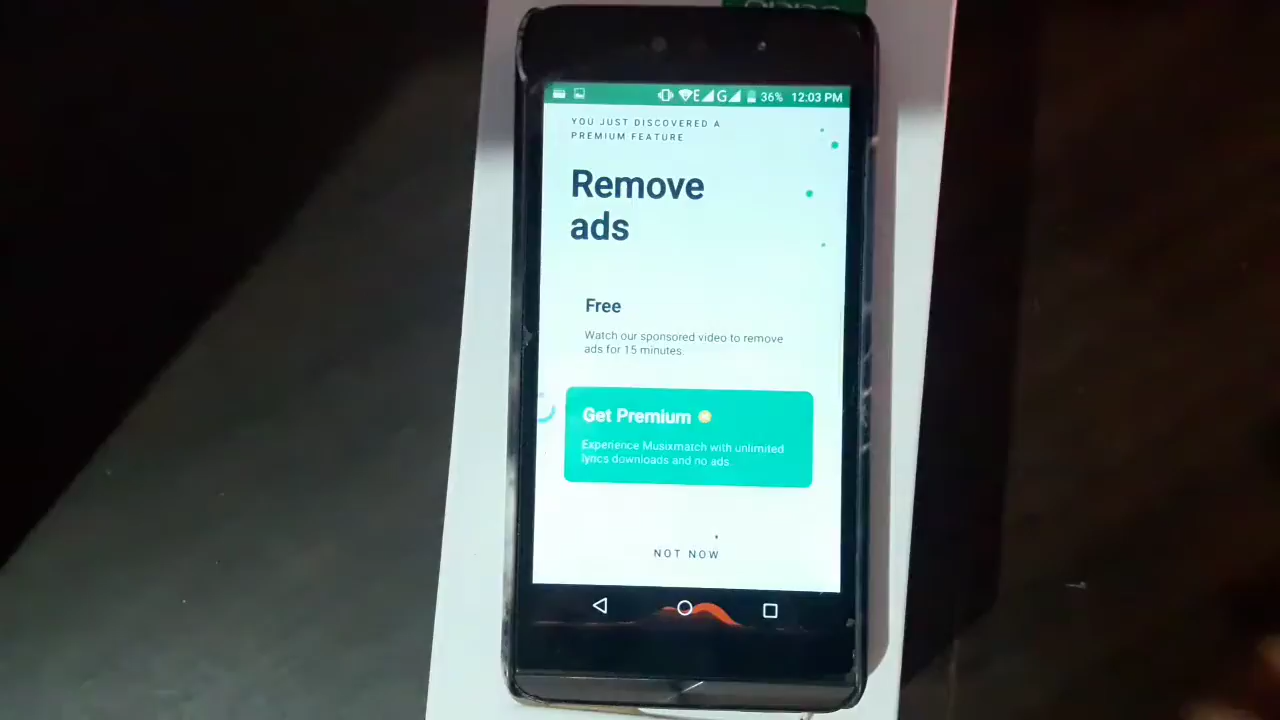 E G 36% 12:03 PM
YOU JUST DISCOVERED A
PREMIUM FEATURE
Remove
ads
Free
Watch our sponsored video to remove
ads for 15 minutes.
Get Premium
Experience Musixmatch with unlimited
lyrics downloads and no ads.
NOT NOW